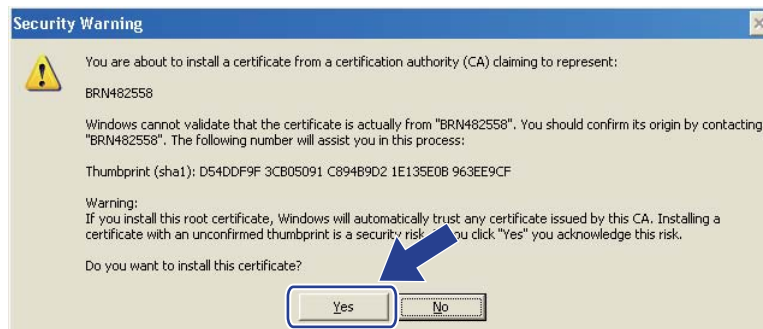 Security Warning
You are about to install a certificate from a certification authority (CA) claiming to represent:
BRN482558
Windows cannot validate that the certificate is actually from "BRN482558". You should confirm its origin by contacting
"BRN482558". The following number will assist you in this process:
Thumbprint (sha1): D54DDF9F 3CB05091 C894B9D2 1E135E0B 963EE9CF
Warning:
If you install this root certificate, Windows will automatically trust any certificate issued by this CA. Installing a
certificate with an unconfirmed thumbprint is a security risk. you click "Yes" you acknowledge this risk.
Do you want to install this certificate?
Yes No